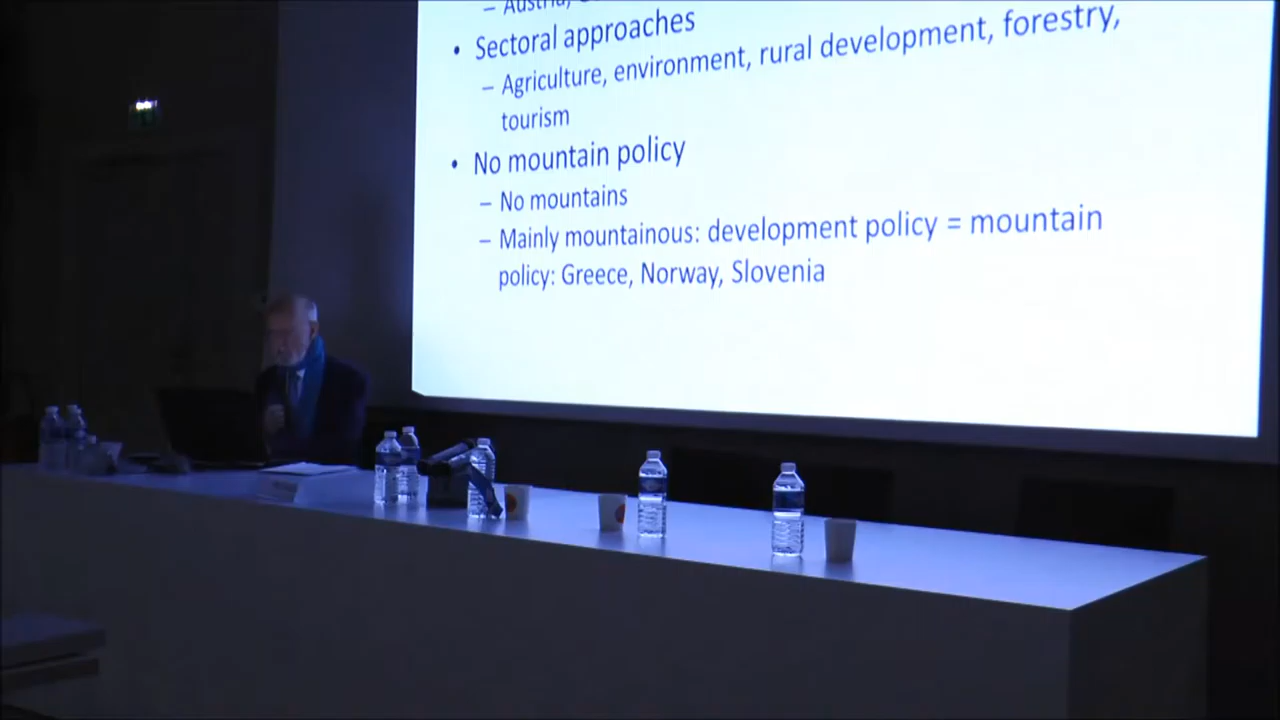 – Austria,
• Sectoral approaches
– Agriculture, environment, rural development, forestry,
tourism
• No mountain policy
– No mountains
– Mainly mountainous: development policy = mountain
policy: Greece, Norway, Slovenia